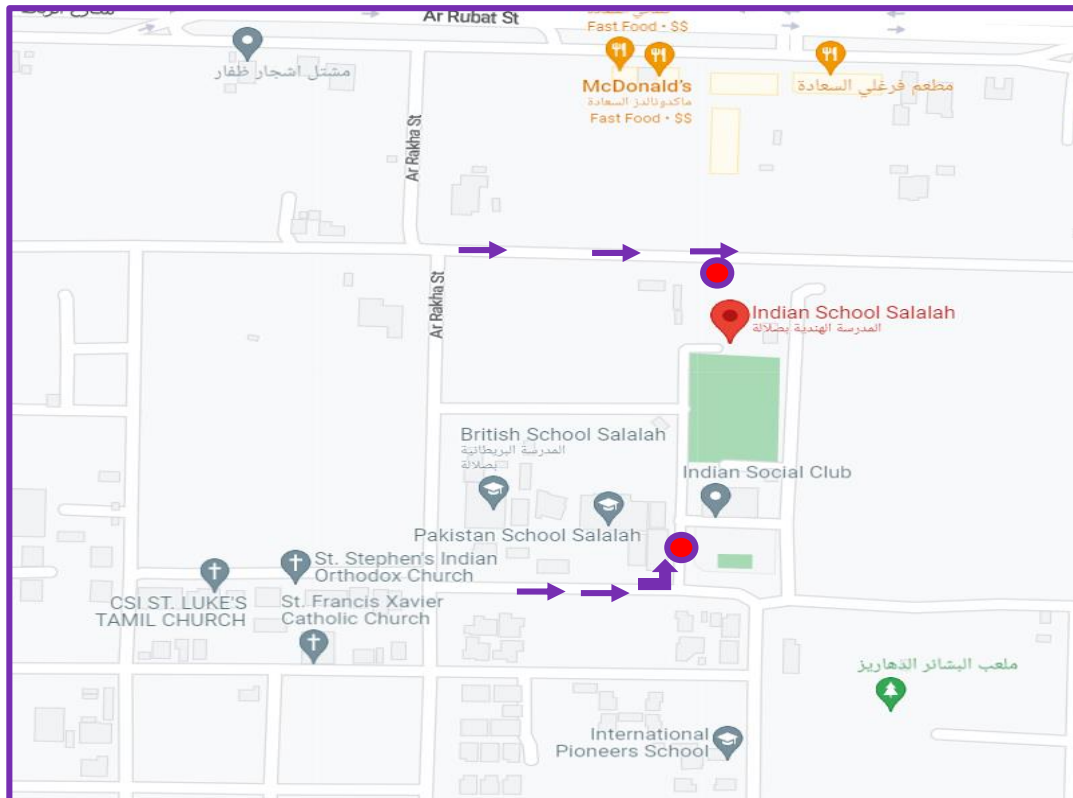 Ar Rubat St
Fast Food • $$
مشتل اشجار ظفار
McDonald's
ماكدونالدز السعادة
Fast Food • $$
مطعم فرغلي السعادة
Ar Rakha St
Ar Rakha St
Indian School Salalah
المدرسة الهندية بصلالة
British School Salalah
المدرسة البريطانية
بصلالة
Indian Social Club
Pakistan School Salalah
St. Stephen's Indian
Orthodox Church
CSI ST. LUKE'S
TAMIL CHURCH
St. Francis Xavier
Catholic Church
ملعب البشائر الدهاريز
International
Pioneers School